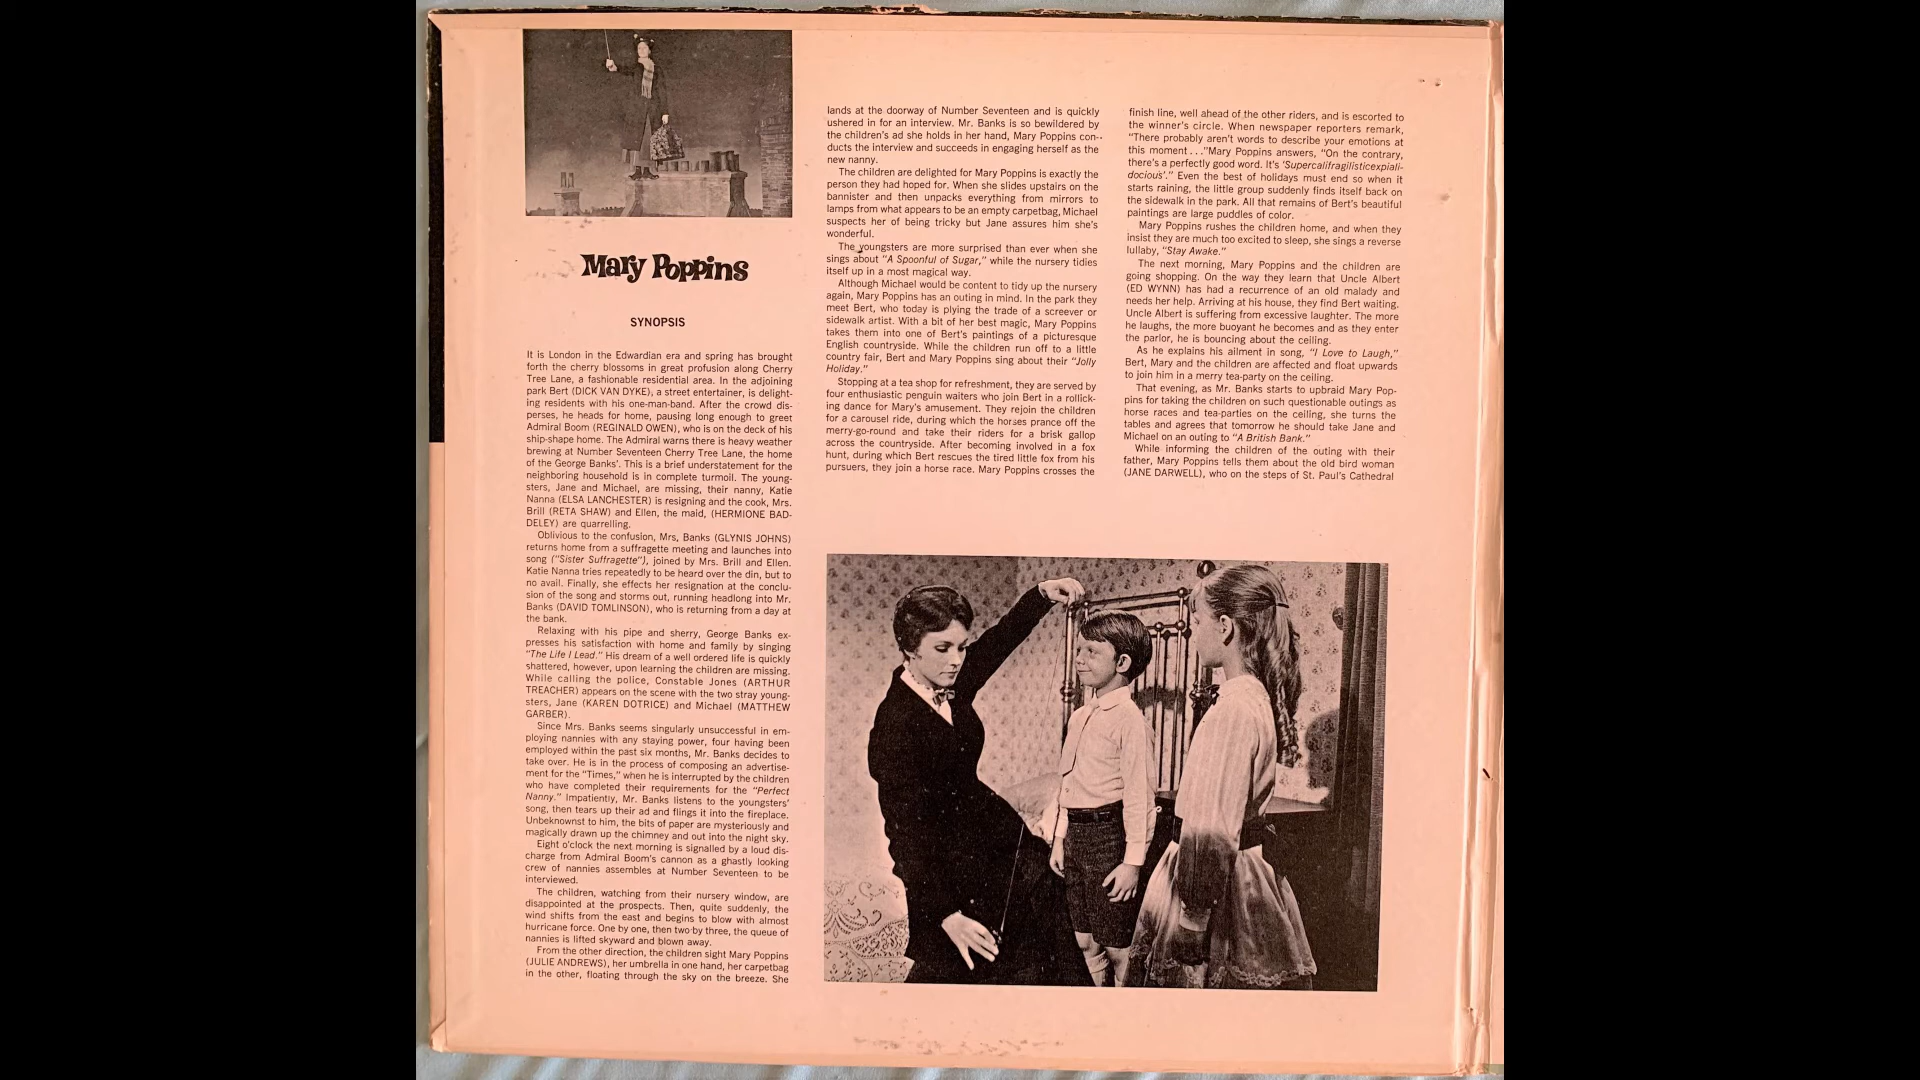 Mary Poppins
SYNOPSIS
It is London in the Edwardian era and spring has brought
forth the cherry blossoms in great profusion along Cherry
Tree Lane, a fashionable residential area. In the adjoining
park Bert (DICK VAN DYKE), a street entertainer, is delight-
ing residents with his one-man-band. After the crowd dis-
perses, he heads for home, pausing long enough to greet
Admiral Boom (REGINALD OWEN), who is on the deck of his
ship-shape home. The Admiral warns there is heavy weather
brewing at Number Seventeen Cherry Tree Lane, the home
of the George Banks'. This is a brief understatement for the
neighboring household is in complete turmoil. The young-
sters, Jane and Michael, are missing, their nanny, Katie
Nanna (ELSA LANCHESTER) is resigning and the cook, Mrs.
Brill (RETA SHAW) and Ellen, the maid, (HERMIONE BAD-
DELEY) are quarrelling.
Oblivious to the confusion, Mrs, Banks (GLYNIS JOHNS)
returns home from a suffragette meeting and launches into
song ("Sister Suffragette"), joined by Mrs. Brill and Ellen.
Katie Nanna tries repeatedly to be heard over the din, but to
no avail. Finally, she effects her resignation at the conclu-
sion of the song and storms out, running headlong into Mr.
Banks (DAVID TOMLINSON), who is returning from a day at
the bank.
Relaxing with his pipe and sherry, George Banks ex-
presses his satisfaction with home and family by singing
"The Life I Lead." His dream of a well ordered life is quickly
shattered, however, upon learning the children are missing.
While calling the police, Constable Jones (ARTHUR
TREACHER) appears on the scene with the two stray young-
sters, Jane (KAREN DOTRICE) and Michael (MATTHEW
GARBER).
Since Mrs. Banks seems singularly unsuccessful in em-
ploying nannies with any staying power, four having been
employed within the past six months, Mr. Banks decides to
take over. He is in the process of composing an advertise-
ment for the "Times," when he is interrupted by the children
who have completed their requirements for the "Perfect
Nanny." Impatiently, Mr. Banks listens to the youngsters'
song, then tears up their ad and flings it into the fireplace.
Unbeknownst to him, the bits of paper are mysteriously and
magically drawn up the chimney and out into the night sky.
Eight o'clock the next morning is signalled by a loud dis-
charge from Admiral Boom's cannon as a ghastly looking
crew of nannies assembles at Number Seventeen to be
interviewed.
The children, watching from their nursery window, are
disappointed at the prospects. Then, quite suddenly, the
wind shifts from the east and begins to blow with almost
hurricane force. One by one, then two by three, the queue of
nannies is lifted skyward and blown away.
From the other direction, the children sight Mary Poppins
(JULIE ANDREWS), her umbrella in one hand, her carpetbag
in the other, floating through the sky on the breeze. She
lands at the doorway of Number Seventeen and is quickly
ushered in for an interview. Mr. Banks is so bewildered by
the children's ad she holds in her hand, Mary Poppins con-
ducts the interview and succeeds in engaging herself as the
new nanny.
The children are delighted for Mary Poppins is exactly the
person they had hoped for. When she slides upstairs on the
bannister and then unpacks everything from mirrors to
lamps from what appears to be an empty carpetbag, Michael
suspects her of being tricky but Jane assures him she's
wonderful.
The youngsters are more surprised than ever when she
sings about "A Spoonful of Sugar," while the nursery tidies
itself up in a most magical way.
Although Michael would be content to tidy up the nursery
again, Mary Poppins has an outing in mind. In the park they
meet Bert, who today is plying the trade of a screever or
sidewalk artist. With a bit of her best magic, Mary Poppins
takes them into one of Bert's paintings of a picturesque
English countryside. While the children run off to a little
country fair, Bert and Mary Poppins sing about their "Jolly
Holiday."
Stopping at a tea shop for refreshment, they are served by
four enthusiastic penguin waiters who join Bert in a rollick-
ing dance for Mary's amusement. They rejoin the children
for a carousel ride, during which the horses prance off the
merry-go-round and take their riders for a brisk gallop
across the countryside. After becoming involved in a fox
hunt, during which Bert rescues the tired little fox from his
pursuers, they join a horse race. Mary Poppins crosses the
finish line, well ahead of the other riders, and is escorted to
the winner's circle. When newspaper reporters remark,
"There probably aren't words to describe your emotions at
this moment . . ."Mary Poppins answers, "On the contrary,
there's a perfectly good word. It's 'Supercalifragilisticexpiali-
docious'." Even the best of holidays must end so when it
starts raining, the little group suddenly finds itself back on
the sidewalk in the park. All that remains of Bert's beautiful
paintings are large puddles of color.
Mary Poppins rushes the children home, and when they
insist they are much too excited to sleep, she sings a reverse
lullaby, "Stay Awake."
The next morning, Mary Poppins and the children are
going shopping. On the way they learn that Uncle Albert
(ED WYNN) has had a recurrence of an old malady and
needs her help. Arriving at his house, they find Bert waiting.
Uncle Albert is suffering from excessive laughter. The more
he laughs, the more buoyant he becomes and as they enter
the parlor, he is bouncing about the ceiling.
As he explains his ailment in song, "I Love to Laugh,"
Bert, Mary and the children are affected and float upwards
to join him in a merry tea-party on the ceiling.
That evening, as Mr. Banks starts to upbraid Mary Pop-
pins for taking the children on such questionable outings as
horse races and tea-parties on the ceiling, she turns the
tables and agrees that tomorrow he should take Jane and
Michael on an outing to "A British Bank."
While informing the children of the outing with their
father, Mary Poppins tells them about the old bird woman
(JANE DARWELL), who on the steps of St. Paul's Cathedral